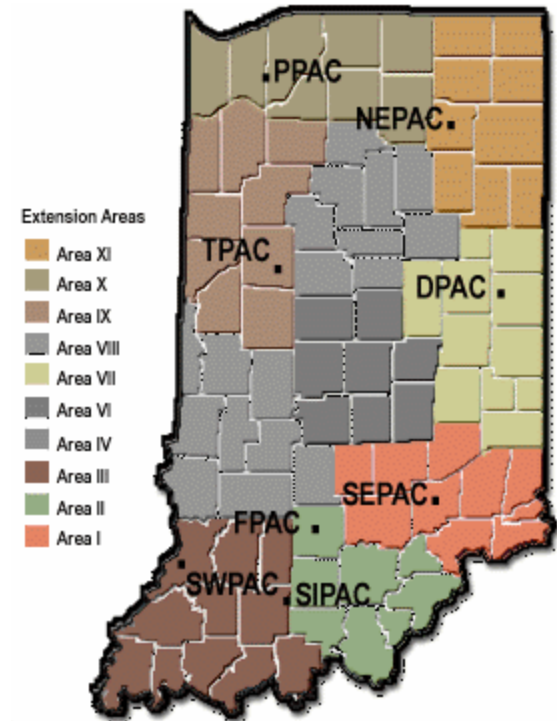 PPAC
NEPAC
Extension Areas
Area XI
TPAC
Area X
DPAC
Area IX
Area VIII
Area VII
Area VI
Area IV
Area III
SEPAC
Area II
FPAC
Area I
SWPAC
SIPAC